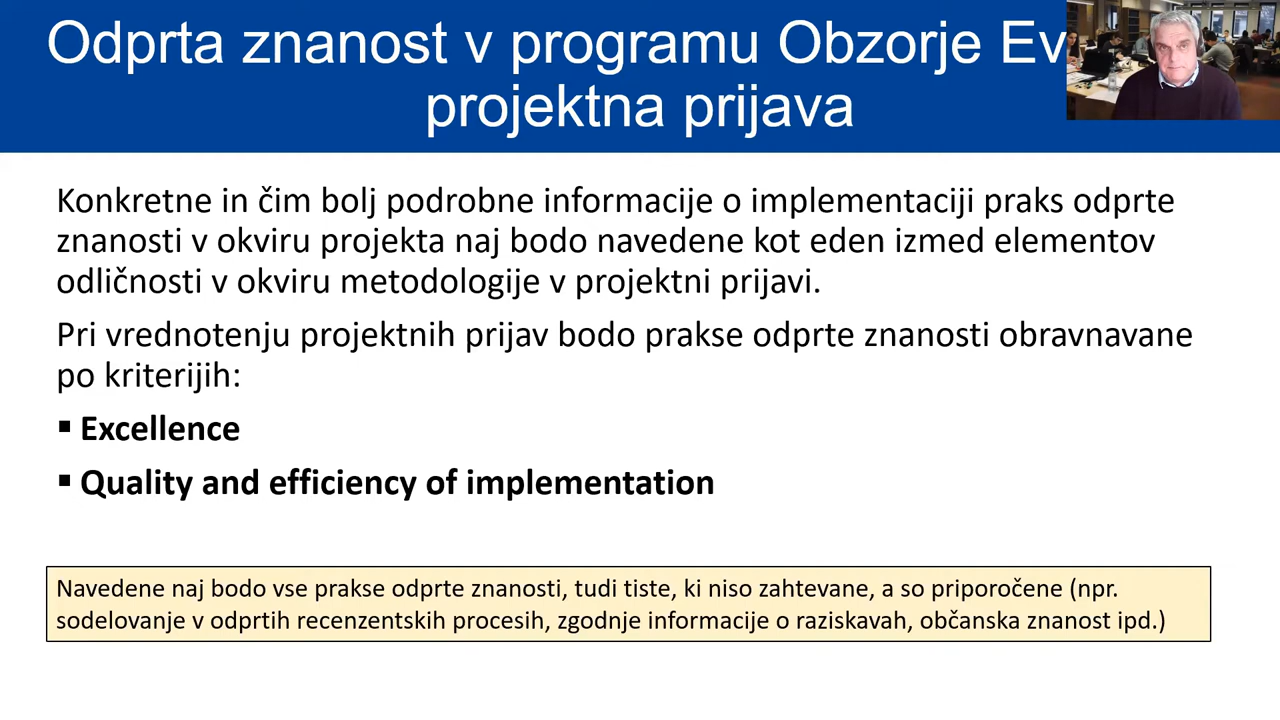 Odprta znanost v programu Obzorje Ev
projektna prijava
Konkretne in čim bolj podrobne informacije o implementaciji praks odprte
znanosti v okviru projekta naj bodo navedene kot eden izmed elementov
odličnosti v okviru metodologije v projektni prijavi.
Pri vrednotenju projektnih prijav bodo prakse odprte znanosti obravnavane
po kriterijih:
▪ Excellence
▪ Quality and efficiency of implementation
Navedene naj bodo vse prakse odprte znanosti, tudi tiste, ki niso zahtevane, a so priporočene (npr.
sodelovanje v odprtih recenzentskih procesih, zgodnje informacije o raziskavah, občanska znanost ipd.)